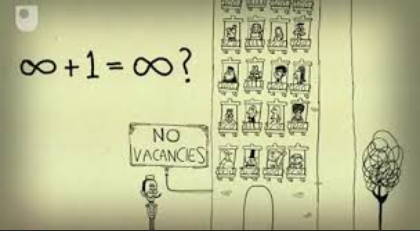 ∞+1=∞?
NO
VACANCIES